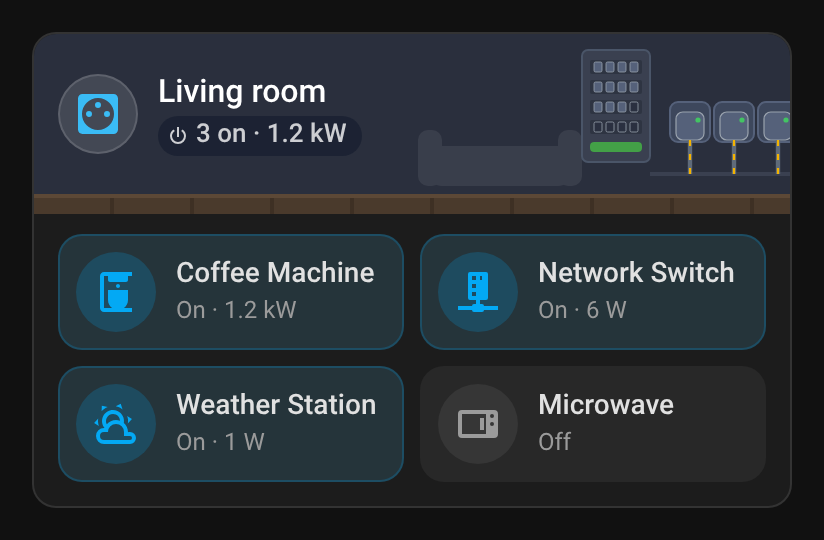 Living room
3 on · 1.2 kW
Coffee Machine
On · 1.2 kW
Network Switch
On · 6 W
Weather Station
On · 1 W
Microwave
Off